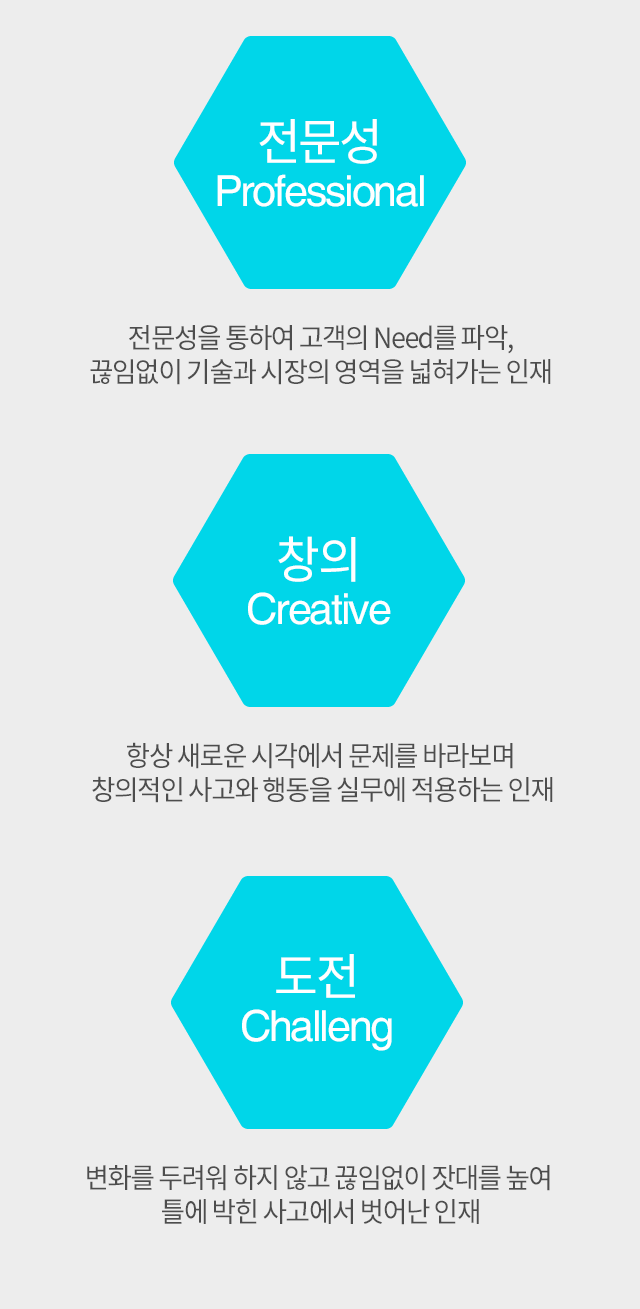 전문성
Professional
전문성을 통하여 고객의 Need를 파악,
끊임없이 기술과 시장의 영역을 넓혀가는 인재
창의
Creative
항상 새로운 시각에서 문제를 바라보며
창의적인 사고와 행동을 실무에 적용하는 인재
도전
Challeng
변화를 두려워 하지 않고 끊임없이 잣대를 높여
틀에 박힌 사고에서 벗어난 인재